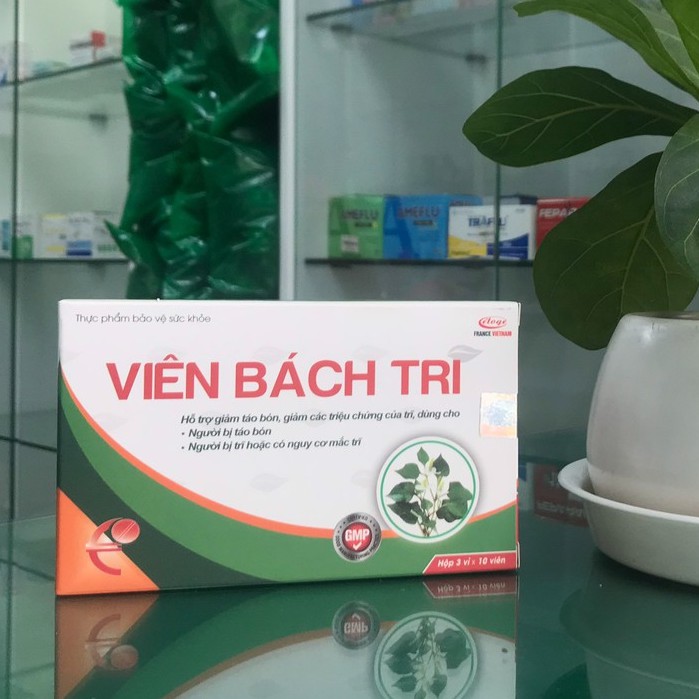 AMEFLU
AMEFLU
Thực phẩm bảo vệ sức khỏe
FRANCE VIETNAM
VIÊN BÁCH TRI
Hỗ trợ giảm táo bón, giảm các triệu chứng của trĩ, dùng cho
- Người bị táo bón
- Người bị trĩ hoặc có nguy cơ mắc trĩ
GMP
Hộp 3 vỉ x 10 viên